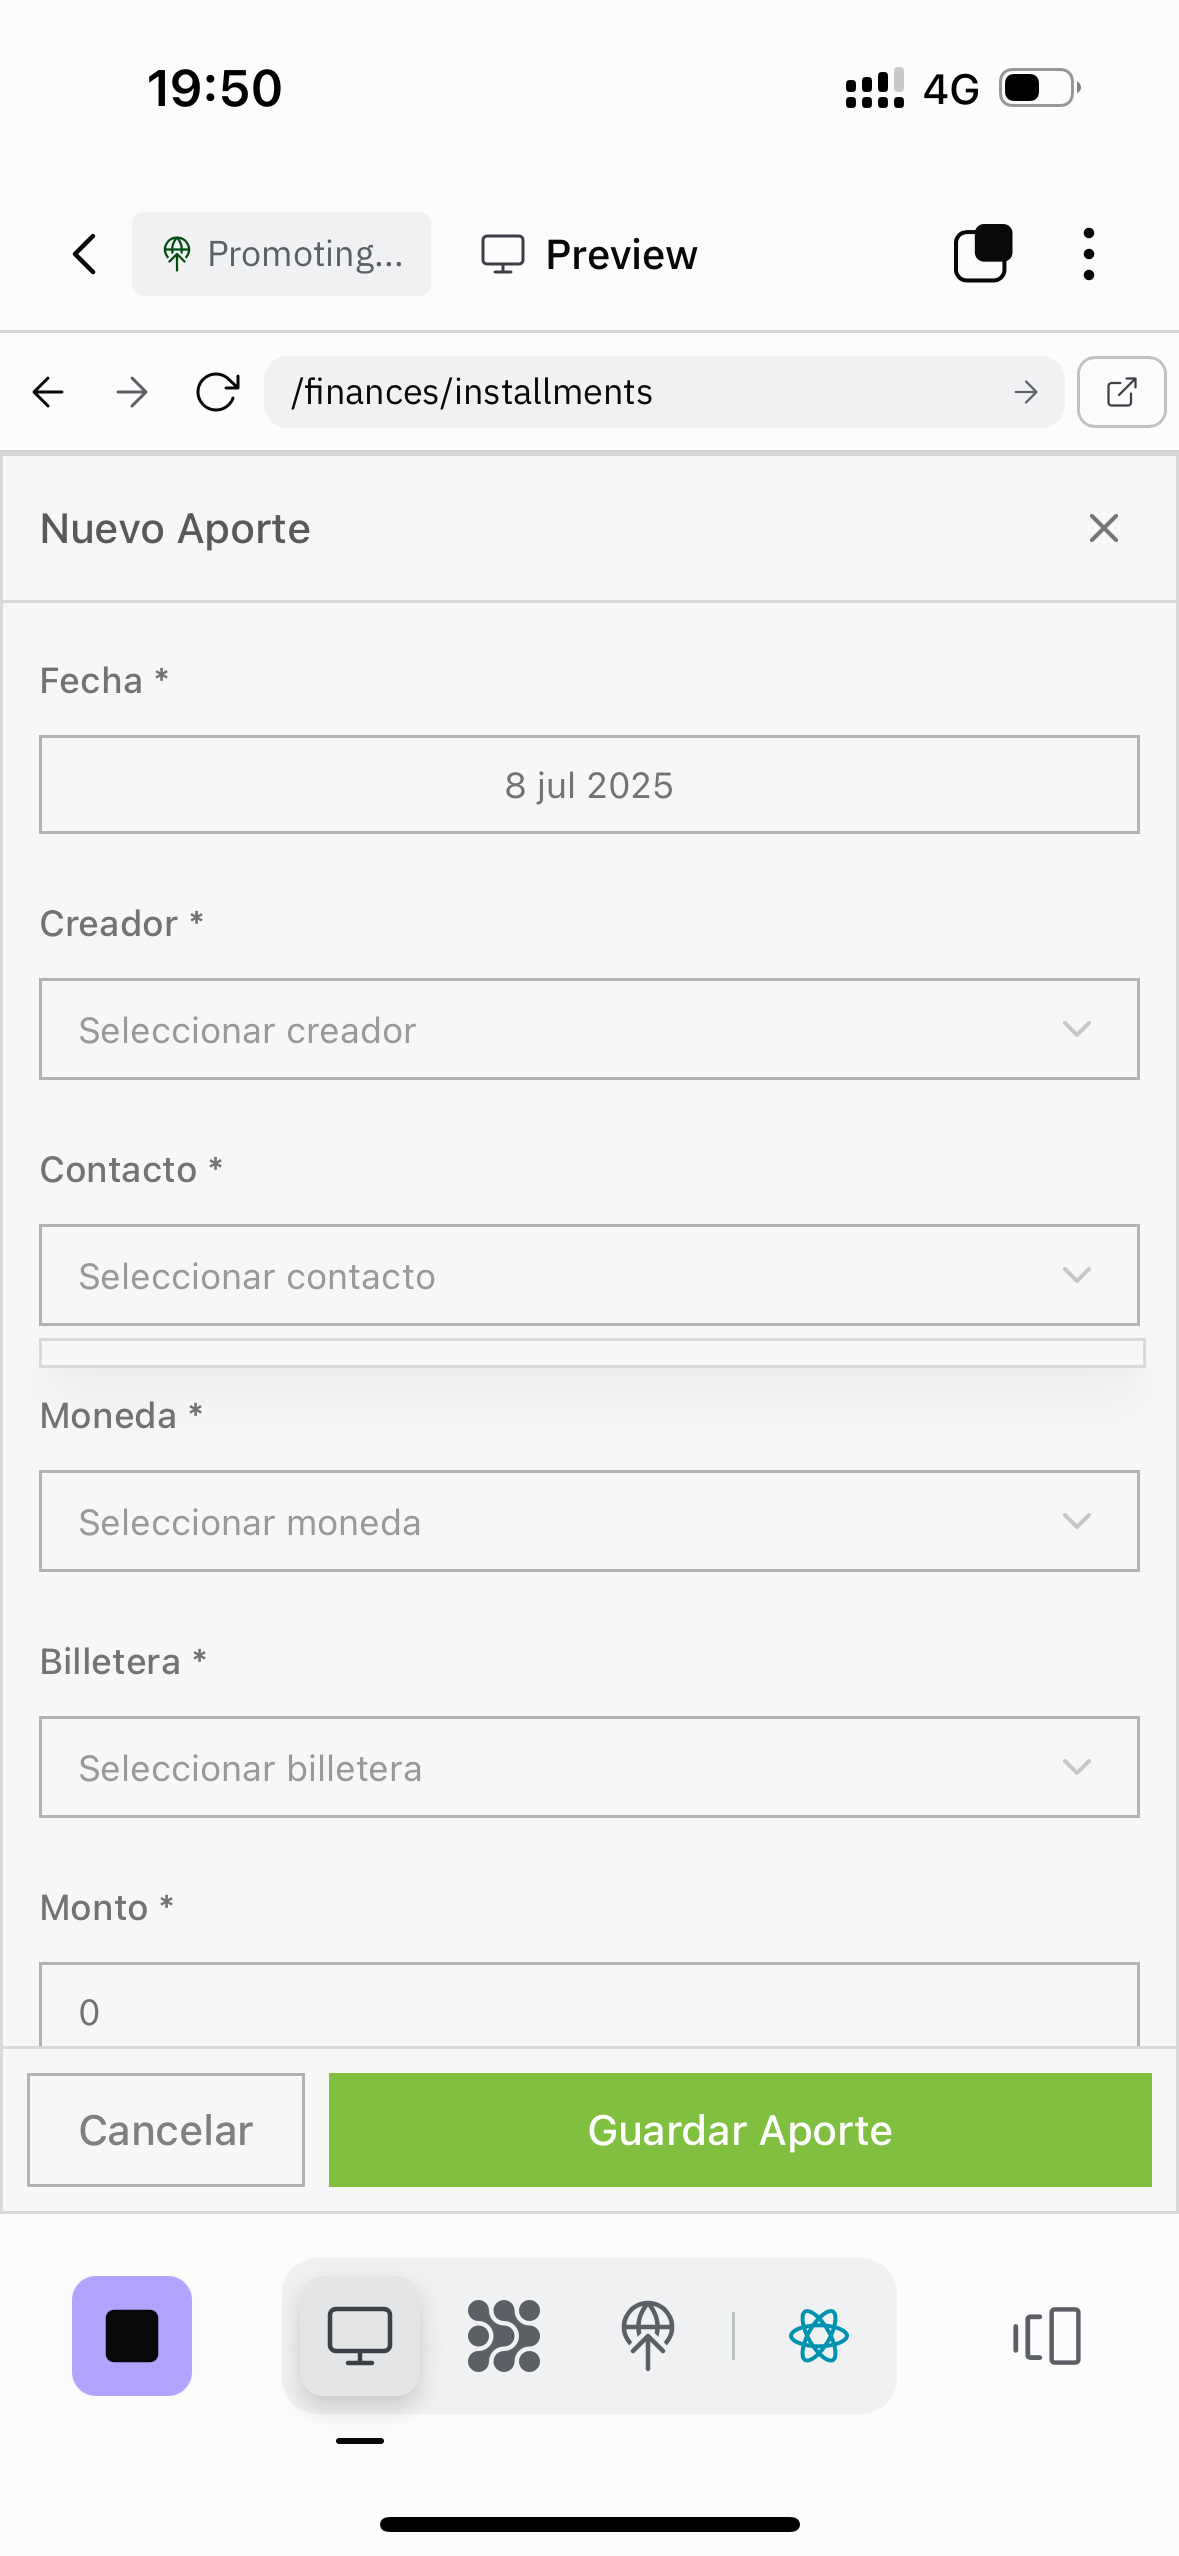 19:50
4G
Promoting...
Preview
/finances/installments
Nuevo Aporte
Fecha *
8 jul 2025
Creador *
Seleccionar creador
Contacto *
Seleccionar contacto
Moneda *
Seleccionar moneda
Billetera *
Seleccionar billetera
Monto *
0
Cancelar
Guardar Aporte